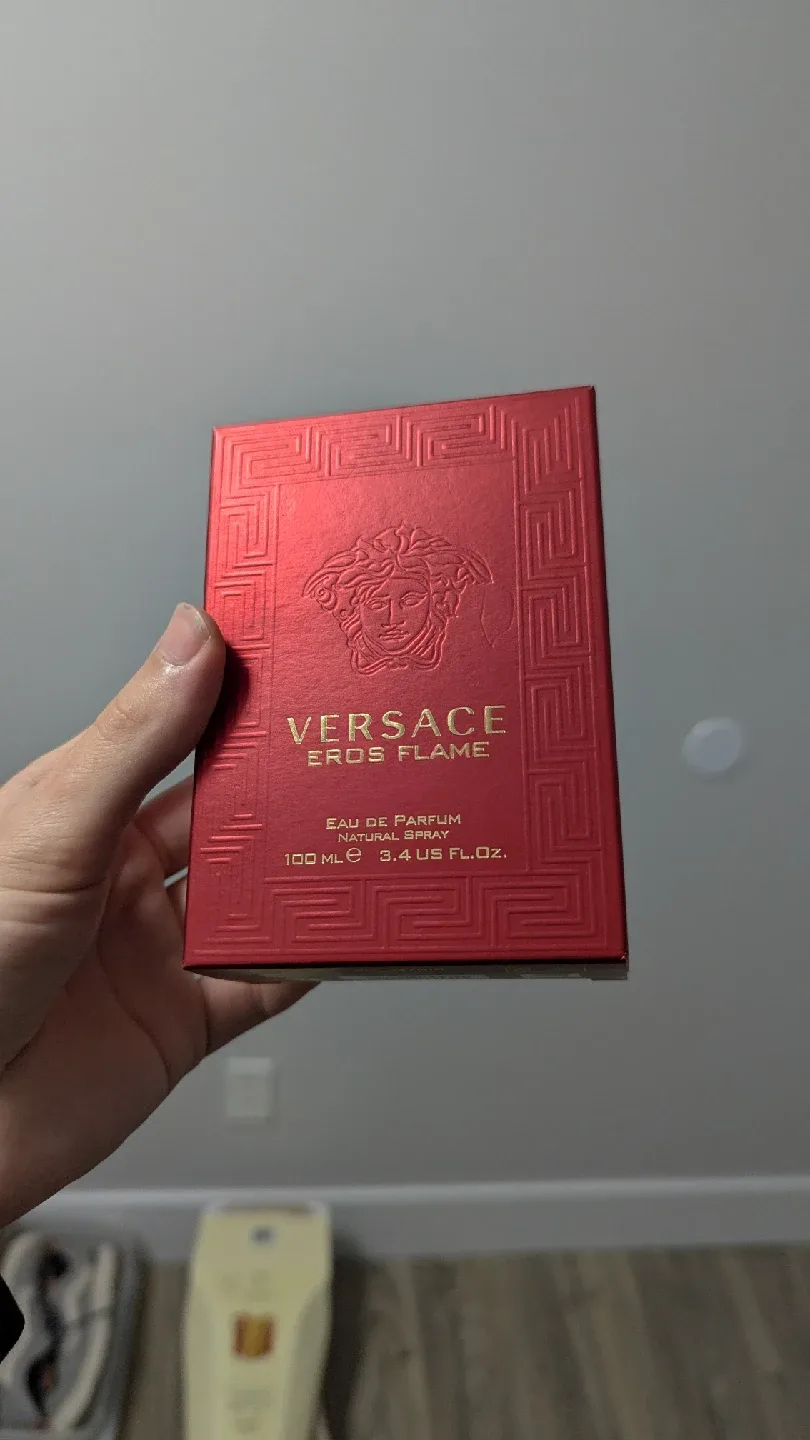 VERSACE
EROS FLAME
EAU DE PARFUM
NATURAL SPRAY
100 ML ℮ 3.4 US FL.OZ.